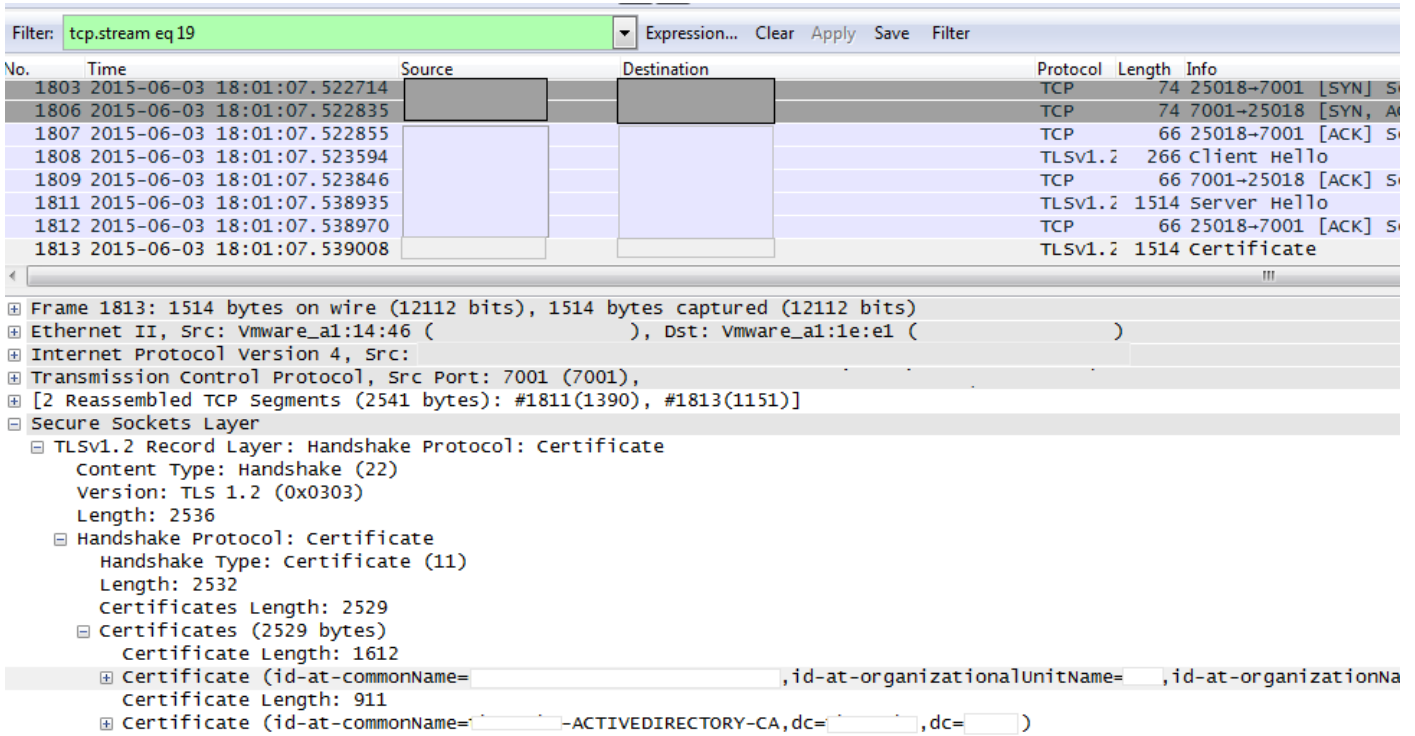 Filter: tcp.stream eq 19 Expression... Clear Apply Save Filter
No. Time Source Destination Protocol Length Info
1803 2015-06-03 18:01:07.522714 TCP 74 25018→7001 [SYN]
1806 2015-06-03 18:01:07.522835 TCP 74 7001→25018 [SYN,
1807 2015-06-03 18:01:07.522855 TCP 66 25018→7001 [ACK]
1808 2015-06-03 18:01:07.523594 TLSv1.2 266 Client Hello
1809 2015-06-03 18:01:07.523846 TCP 66 7001→25018 [ACK]
1811 2015-06-03 18:01:07.538935 TLSv1.2 1514 Server Hello
1812 2015-06-03 18:01:07.538970 TCP 66 25018→7001 [ACK]
1813 2015-06-03 18:01:07.539008 TLSv1.2 1514 Certificate
Frame 1813: 1514 bytes on wire (12112 bits), 1514 bytes captured (12112 bits)
Ethernet II, Src: Vmware_a1:14:46 ( ), Dst: Vmware_a1:1e:e1 ( )
Internet Protocol Version 4, Src:
Transmission Control Protocol, Src Port: 7001 (7001),
[2 Reassembled TCP Segments (2541 bytes): #1811(1390), #1813(1151)]
Secure Sockets Layer
TLSv1.2 Record Layer: Handshake Protocol: Certificate
Content Type: Handshake (22)
Version: TLS 1.2 (0x0303)
Length: 2536
Handshake Protocol: Certificate
Handshake Type: Certificate (11)
Length: 2532
Certificates Length: 2529
Certificates (2529 bytes)
Certificate Length: 1612
Certificate (id-at-commonName= ,id-at-organizationalUnitName= ,id-at-organizationNa
Certificate Length: 911
Certificate (id-at-commonName= -ACTIVEDIRECTORY-CA,dc= ,dc= )